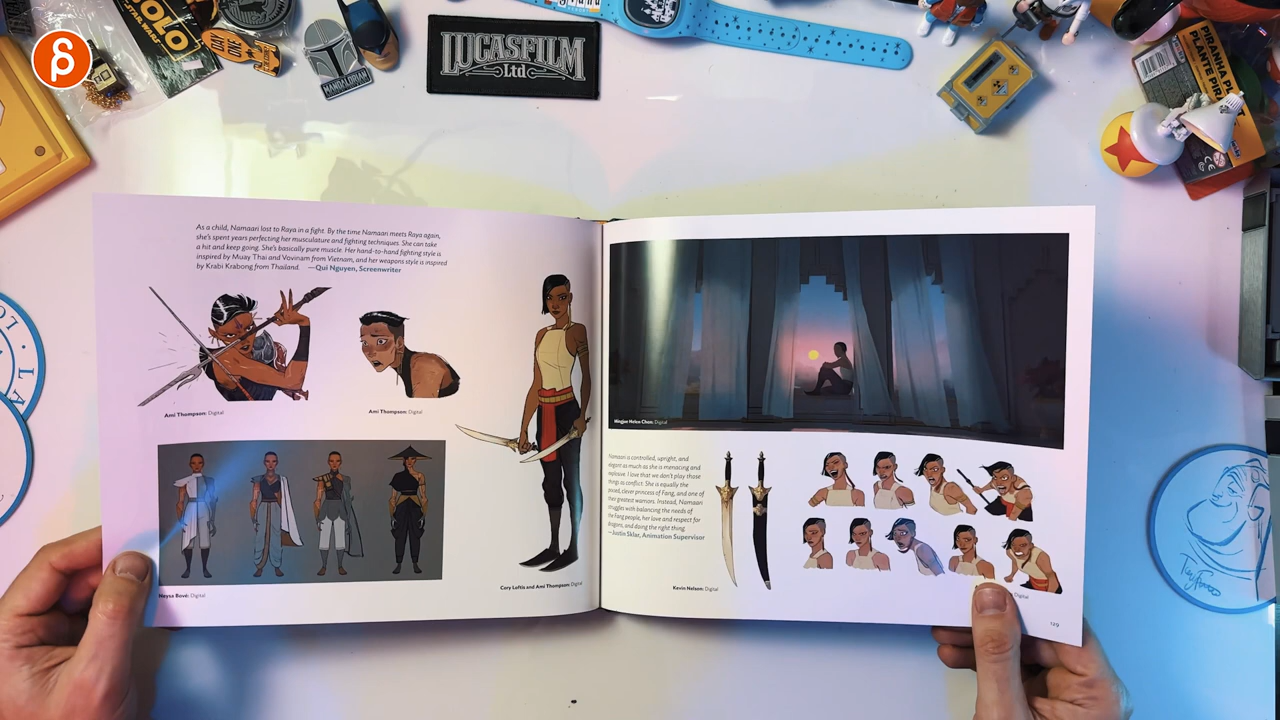 SOLO
STAR WARS
DAY
ONE
MANDALORIAN
LUCASFILM
Ltd
PIRANHA PL
PLANTE PIR
As a child, Namaari lost to Raya in a fight. By the time Namaari meets Raya again,
she's spent years perfecting her musculature and fighting techniques. She can take
a hit and keep going. She's basically pure muscle. Her hand-to-hand fighting style is
inspired by Muay Thai and Vovinam from Vietnam, and her weapons style is inspired
by Krabi Krabong from Thailand. —Qui Nguyen, Screenwriter
Ami Thompson: Digital
Ami Thompson: Digital
Neysa Bové: Digital
Cory Loftis and Ami Thompson: Digital
Mingjue Helen Chen: Digital
Namaari is controlled, upright, and
elegant as much as she is menacing and
explosive. I love that we don't play those
things as conflict. She is equally the
poised, clever princess of Fang, and one of
their greatest warriors. Instead, Namaari
struggles with balancing the needs of
the Fang people, her love and respect for
dragons, and doing the right thing.
—Justin Sklar, Animation Supervisor
Kevin Nelson: Digital
Digital
129